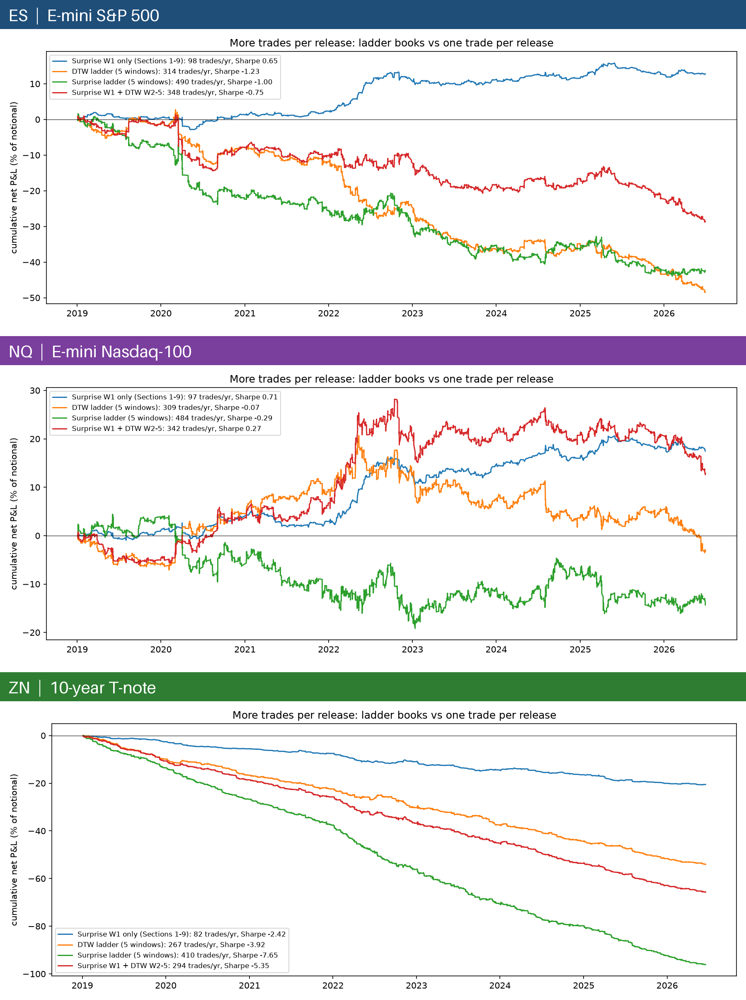 ES | E-mini S&P 500
More trades per release: ladder books vs one trade per release
Surprise W1 only (Sections 1-9): 98 trades/yr, Sharpe 0.65
DTW ladder (5 windows): 314 trades/yr, Sharpe -1.23
Surprise ladder (5 windows): 490 trades/yr, Sharpe -1.00
Surprise W1 + DTW W2-5: 348 trades/yr, Sharpe -0.75
cumulative net P&L (% of notional)
10
0
−10
−20
−30
−40
−50
2019 2020 2021 2022 2023 2024 2025 2026
NQ | E-mini Nasdaq-100
More trades per release: ladder books vs one trade per release
Surprise W1 only (Sections 1-9): 97 trades/yr, Sharpe 0.71
DTW ladder (5 windows): 309 trades/yr, Sharpe -0.07
Surprise ladder (5 windows): 484 trades/yr, Sharpe -0.29
Surprise W1 + DTW W2-5: 342 trades/yr, Sharpe 0.27
cumulative net P&L (% of notional)
30
20
10
0
−10
−20
2019 2020 2021 2022 2023 2024 2025 2026
ZN | 10-year T-note
More trades per release: ladder books vs one trade per release
cumulative net P&L (% of notional)
0
−20
−40
−60
−80
−100
Surprise W1 only (Sections 1-9): 82 trades/yr, Sharpe -2.42
DTW ladder (5 windows): 267 trades/yr, Sharpe -3.92
Surprise ladder (5 windows): 410 trades/yr, Sharpe -7.65
Surprise W1 + DTW W2-5: 294 trades/yr, Sharpe -5.35
2019 2020 2021 2022 2023 2024 2025 2026